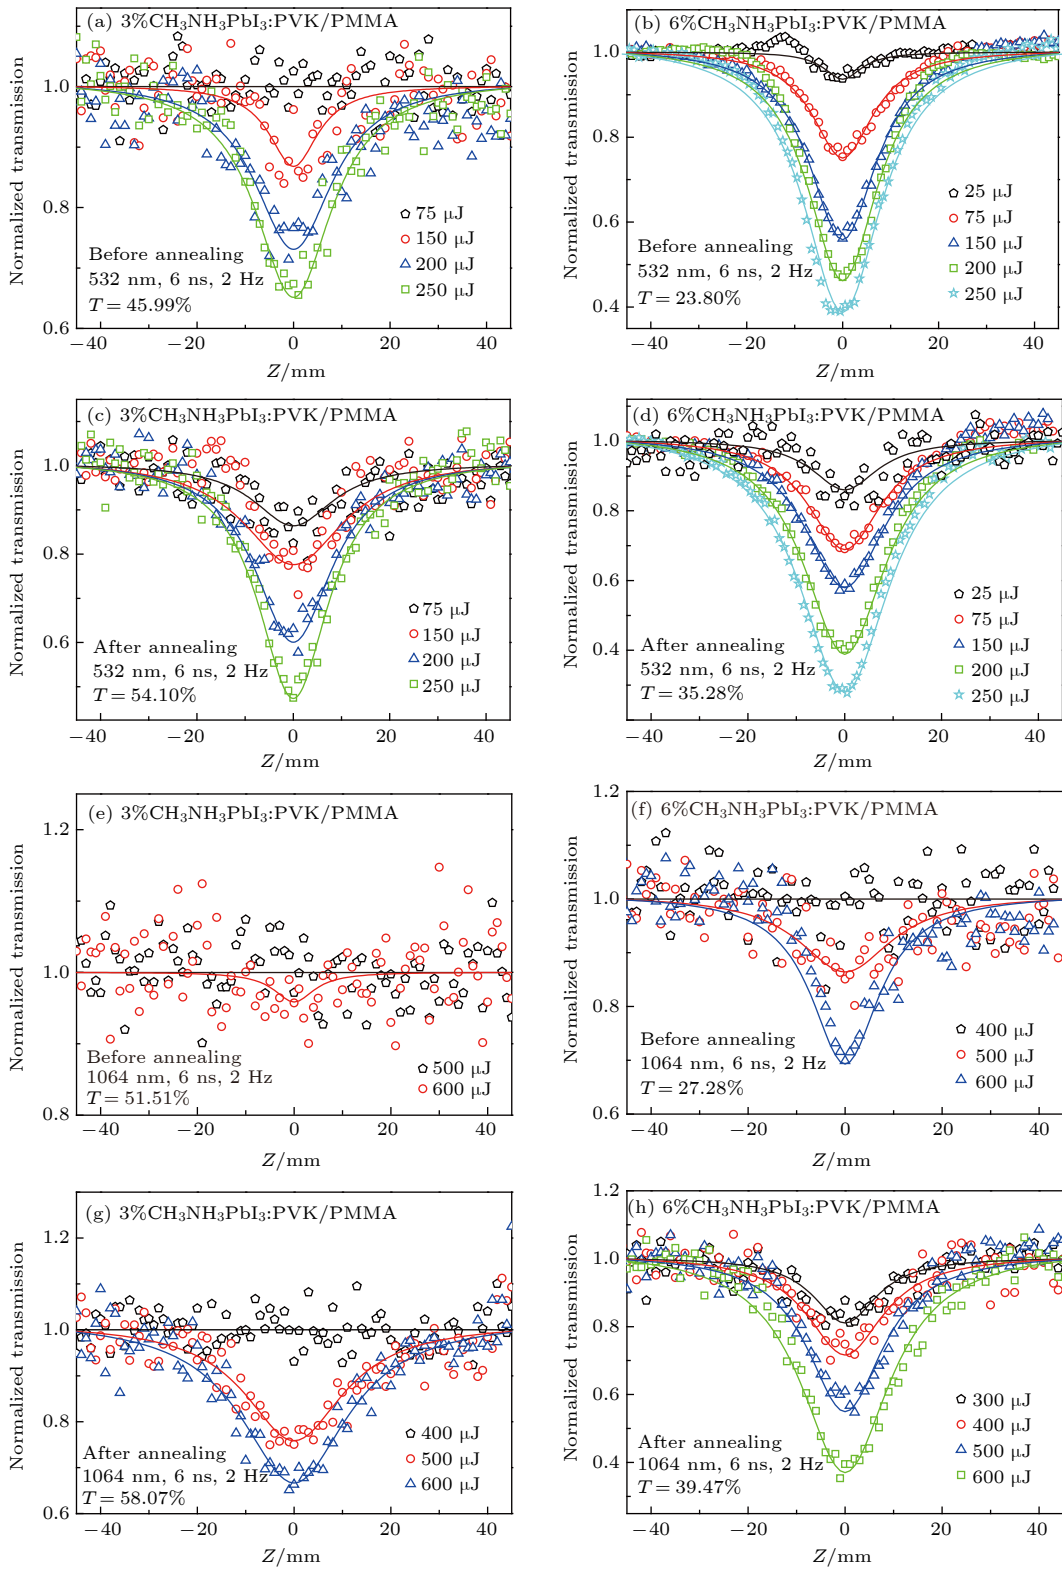 (a) 3%CH₃NH₃PbI₃:PVK/PMMA
Normalized transmission
1.0
0.8
0.6
75 μJ
150 μJ
200 μJ
250 μJ
Before annealing
532 nm, 6 ns, 2 Hz
T = 45.99%
−40 −20 0 20 40
Z/mm
(b) 6%CH₃NH₃PbI₃:PVK/PMMA
Normalized transmission
1.0
0.8
0.6
0.4
25 μJ
75 μJ
150 μJ
200 μJ
250 μJ
Before annealing
532 nm, 6 ns, 2 Hz
T = 23.80%
−40 −20 0 20 40
Z/mm
(c) 3%CH₃NH₃PbI₃:PVK/PMMA
Normalized transmission
1.0
0.8
0.6
75 μJ
150 μJ
200 μJ
250 μJ
After annealing
532 nm, 6 ns, 2 Hz
T = 54.10%
−40 −20 0 20 40
Z/mm
(d) 6%CH₃NH₃PbI₃:PVK/PMMA
Normalized transmission
1.0
0.8
0.6
0.4
25 μJ
75 μJ
150 μJ
200 μJ
250 μJ
After annealing
532 nm, 6 ns, 2 Hz
T = 35.28%
−40 −20 0 20 40
Z/mm
(e) 3%CH₃NH₃PbI₃:PVK/PMMA
Normalized transmission
1.2
1.0
0.8
500 μJ
600 μJ
Before annealing
1064 nm, 6 ns, 2 Hz
T = 51.51%
−40 −20 0 20 40
Z/mm
(f) 6%CH₃NH₃PbI₃:PVK/PMMA
Normalized transmission
1.2
1.0
0.8
0.6
400 μJ
500 μJ
600 μJ
Before annealing
1064 nm, 6 ns, 2 Hz
T = 27.28%
−40 −20 0 20 40
Z/mm
(g) 3%CH₃NH₃PbI₃:PVK/PMMA
Normalized transmission
1.2
1.0
0.8
0.6
400 μJ
500 μJ
600 μJ
After annealing
1064 nm, 6 ns, 2 Hz
T = 58.07%
−40 −20 0 20 40
Z/mm
(h) 6%CH₃NH₃PbI₃:PVK/PMMA
Normalized transmission
1.2
1.0
0.8
0.6
0.4
300 μJ
400 μJ
500 μJ
600 μJ
After annealing
1064 nm, 6 ns, 2 Hz
T = 39.47%
−40 −20 0 20 40
Z/mm